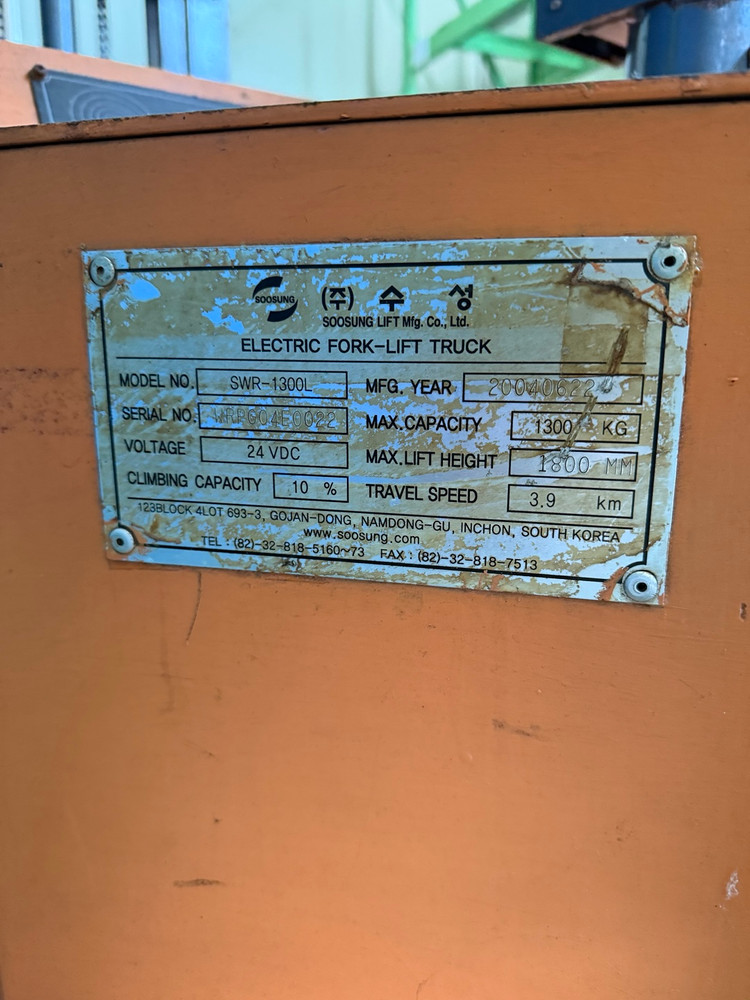 SOOSUNG (주) 수 성
SOOSUNG LIFT Mfg. Co., Ltd.
ELECTRIC FORK-LIFT TRUCK
MODEL NO. SWR-1300L MFG. YEAR 20040622
SERIAL NO. MAX.CAPACITY 1300 KG
VOLTAGE 24 VDC MAX.LIFT HEIGHT 1800 MM
CLIMBING CAPACITY 10 % TRAVEL SPEED 3.9 km
123BLOCK 4LOT 693-3, GOJAN-DONG, NAMDONG-GU, INCHON, SOUTH KOREA
www.soosung.com
TEL : (82)-32-818-5160~73 FAX : (82)-32-818-7513